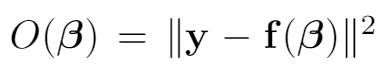 O(β) = ‖y − f(β)‖²